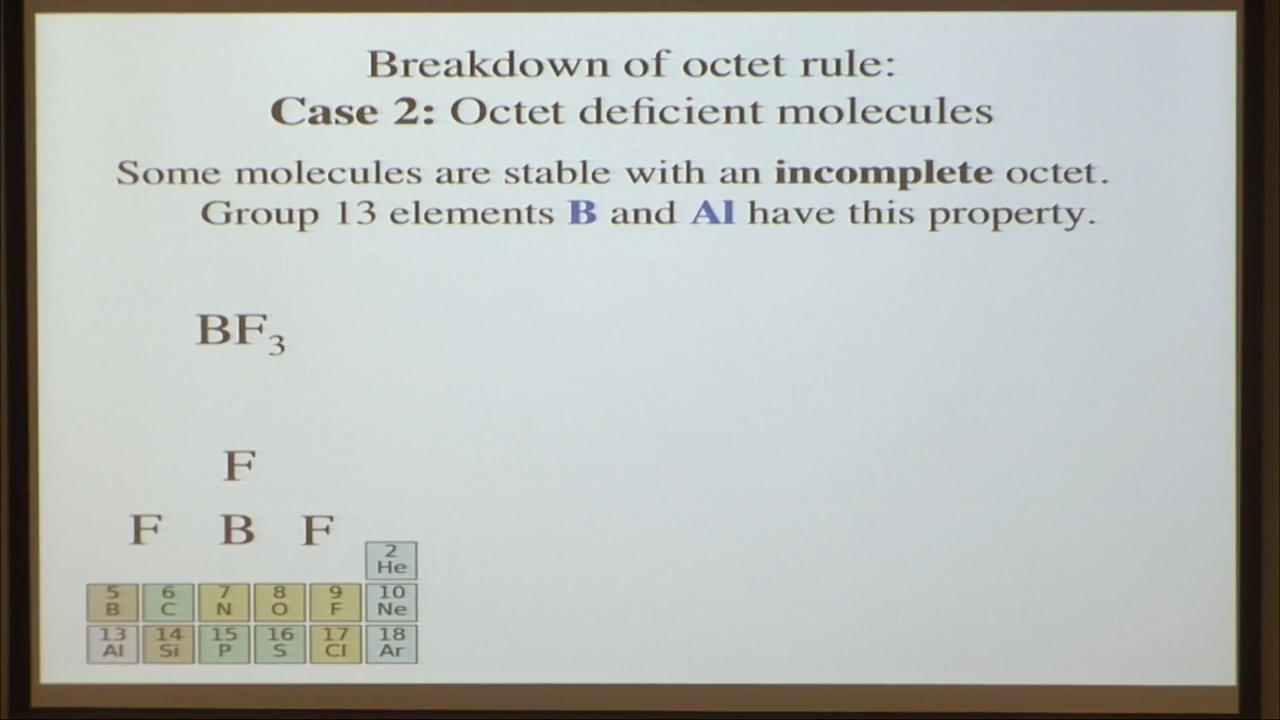 Breakdown of octet rule:
Case 2: Octet deficient molecules
Some molecules are stable with an incomplete octet.
Group 13 elements B and Al have this property.
BF₃
F
F B F
2
He
5 6 7 8 9 10
B C N O F Ne
13 14 15 16 17 18
Al Si P S Cl Ar